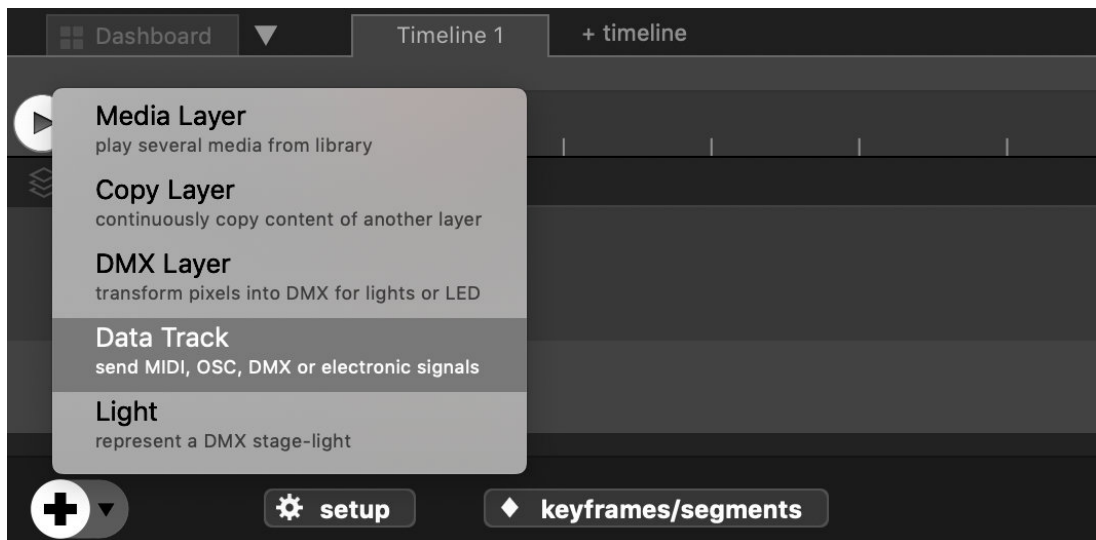 Dashboard
Timeline 1
+ timeline
Media Layer
play several media from library
Copy Layer
continuously copy content of another layer
DMX Layer
transform pixels into DMX for lights or LED
Data Track
send MIDI, OSC, DMX or electronic signals
Light
represent a DMX stage-light
setup
keyframes/segments